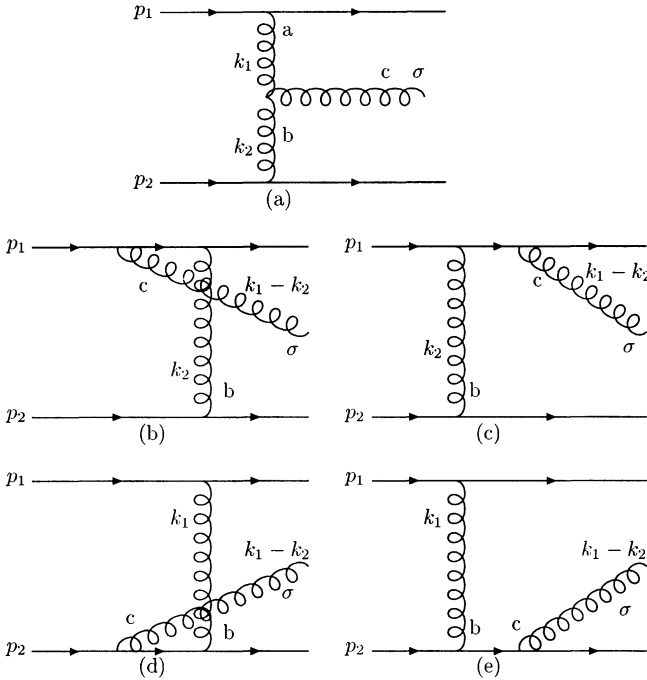 p₁
a
k₁
c σ
k₂
b
p₂
(a)
p₁
c
k₁ − k₂
σ
k₂
b
p₂
(b)
p₁
c
k₁ − k₂
σ
k₂
b
p₂
(c)
p₁
k₁
k₁ − k₂
σ
c
b
p₂
(d)
p₁
k₁
k₁ − k₂
σ
b
c
p₂
(e)